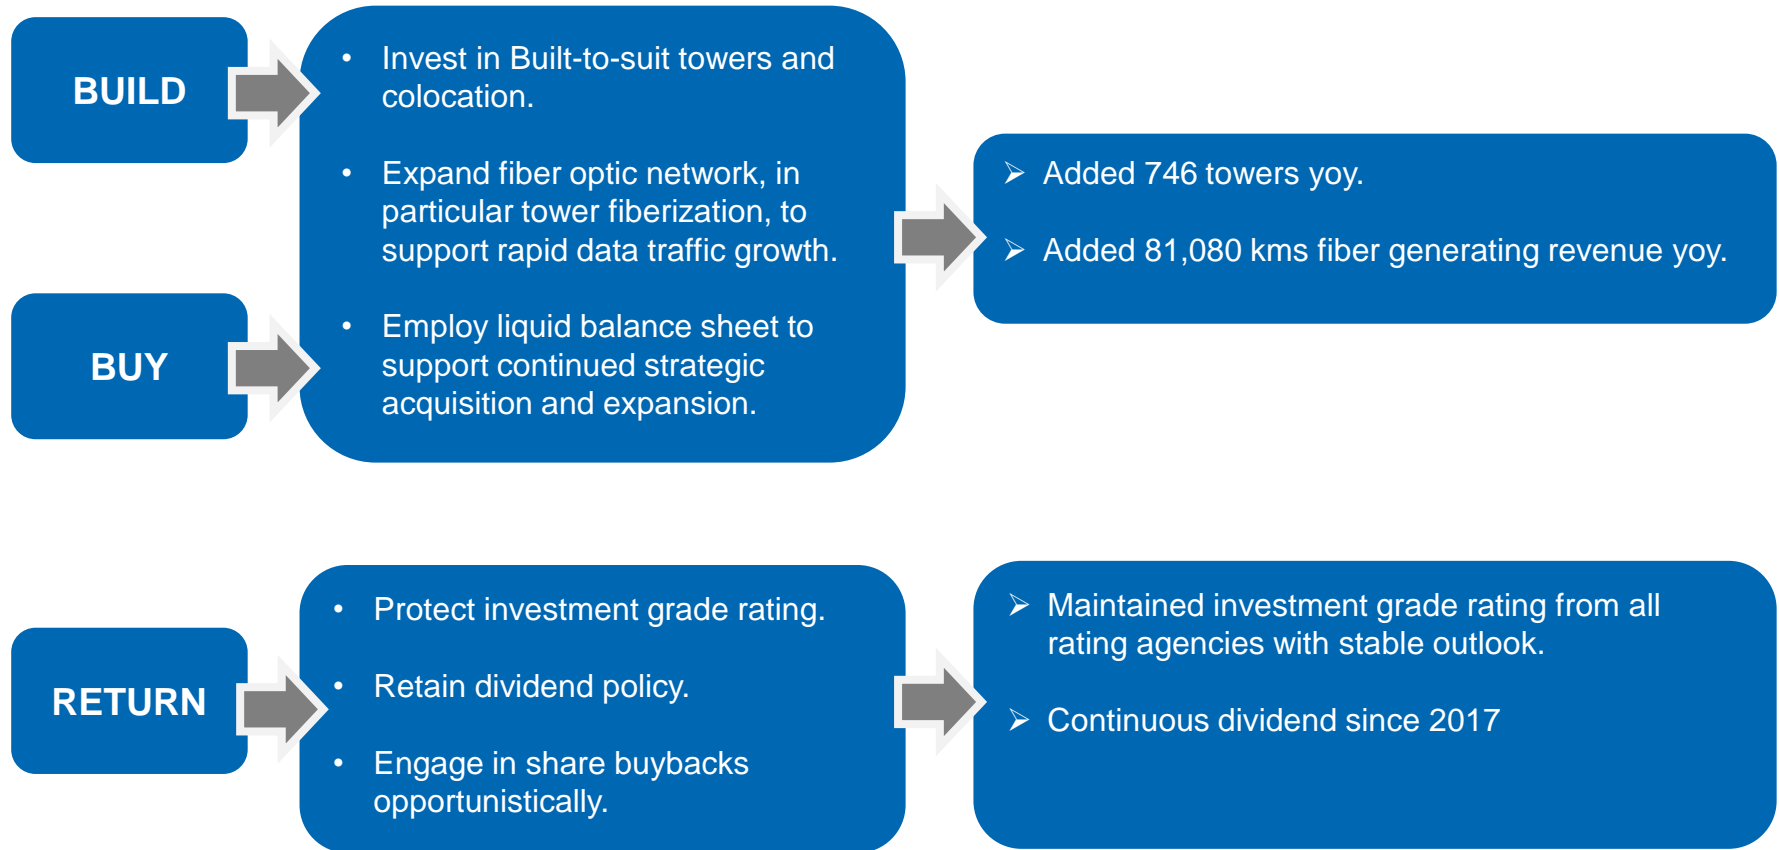 BUILD
• Invest in Built-to-suit towers and
colocation.
• Expand fiber optic network, in
particular tower fiberization, to
support rapid data traffic growth.
BUY
• Employ liquid balance sheet to
support continued strategic
acquisition and expansion.
➢ Added 746 towers yoy.
➢ Added 81,080 kms fiber generating revenue yoy.
RETURN
• Protect investment grade rating.
• Retain dividend policy.
• Engage in share buybacks
opportunistically.
➢ Maintained investment grade rating from all
rating agencies with stable outlook.
➢ Continuous dividend since 2017